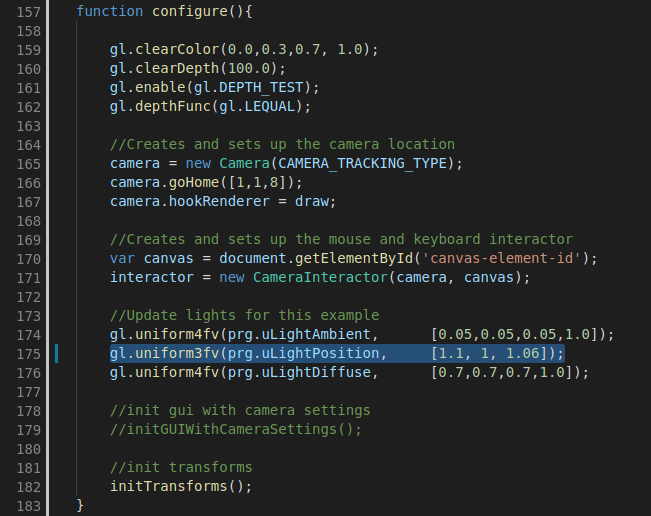 157 function configure(){
158
159 gl.clearColor(0.0,0.3,0.7, 1.0);
160 gl.clearDepth(100.0);
161 gl.enable(gl.DEPTH_TEST);
162 gl.depthFunc(gl.LEQUAL);
163
164 //Creates and sets up the camera location
165 camera = new Camera(CAMERA_TRACKING_TYPE);
166 camera.goHome([1,1,8]);
167 camera.hookRenderer = draw;
168
169 //Creates and sets up the mouse and keyboard interactor
170 var canvas = document.getElementById('canvas-element-id');
171 interactor = new CameraInteractor(camera, canvas);
172
173 //Update lights for this example
174 gl.uniform4fv(prg.uLightAmbient, [0.05,0.05,0.05,1.0]);
175 gl.uniform3fv(prg.uLightPosition, [1.1, 1, 1.06]);
176 gl.uniform4fv(prg.uLightDiffuse, [0.7,0.7,0.7,1.0]);
177
178 //init gui with camera settings
179 //initGUIWithCameraSettings();
180
181 //init transforms
182 initTransforms();
183 }